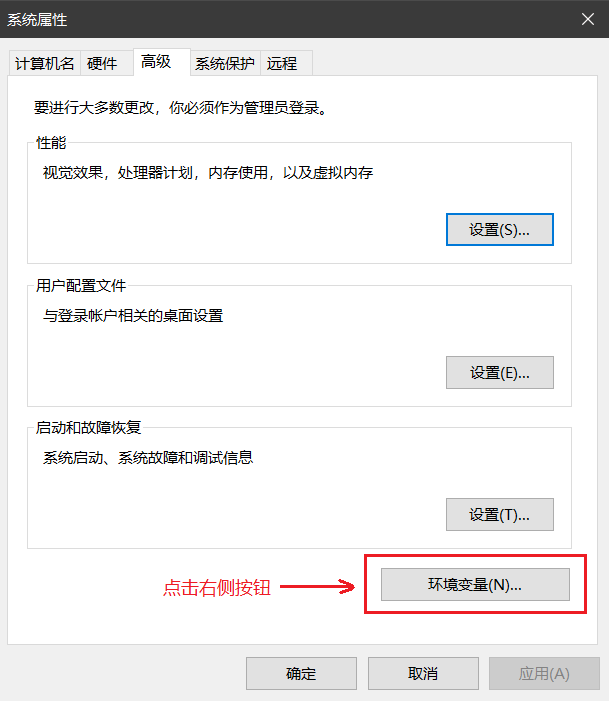 系统属性
计算机名 硬件 高级 系统保护 远程
要进行大多数更改，你必须作为管理员登录。
性能
视觉效果，处理器计划，内存使用，以及虚拟内存
设置(S)...
用户配置文件
与登录帐户相关的桌面设置
设置(E)...
启动和故障恢复
系统启动、系统故障和调试信息
设置(T)...
点击右侧按钮 环境变量(N)...
确定 取消 应用(A)